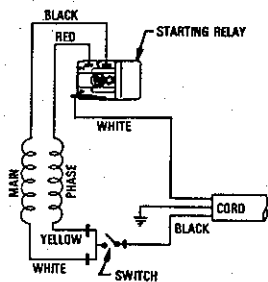 BLACK
STARTING RELAY
RED
WHITE
MAIN
PHASE
CORD
YELLOW
BLACK
WHITE
SWITCH